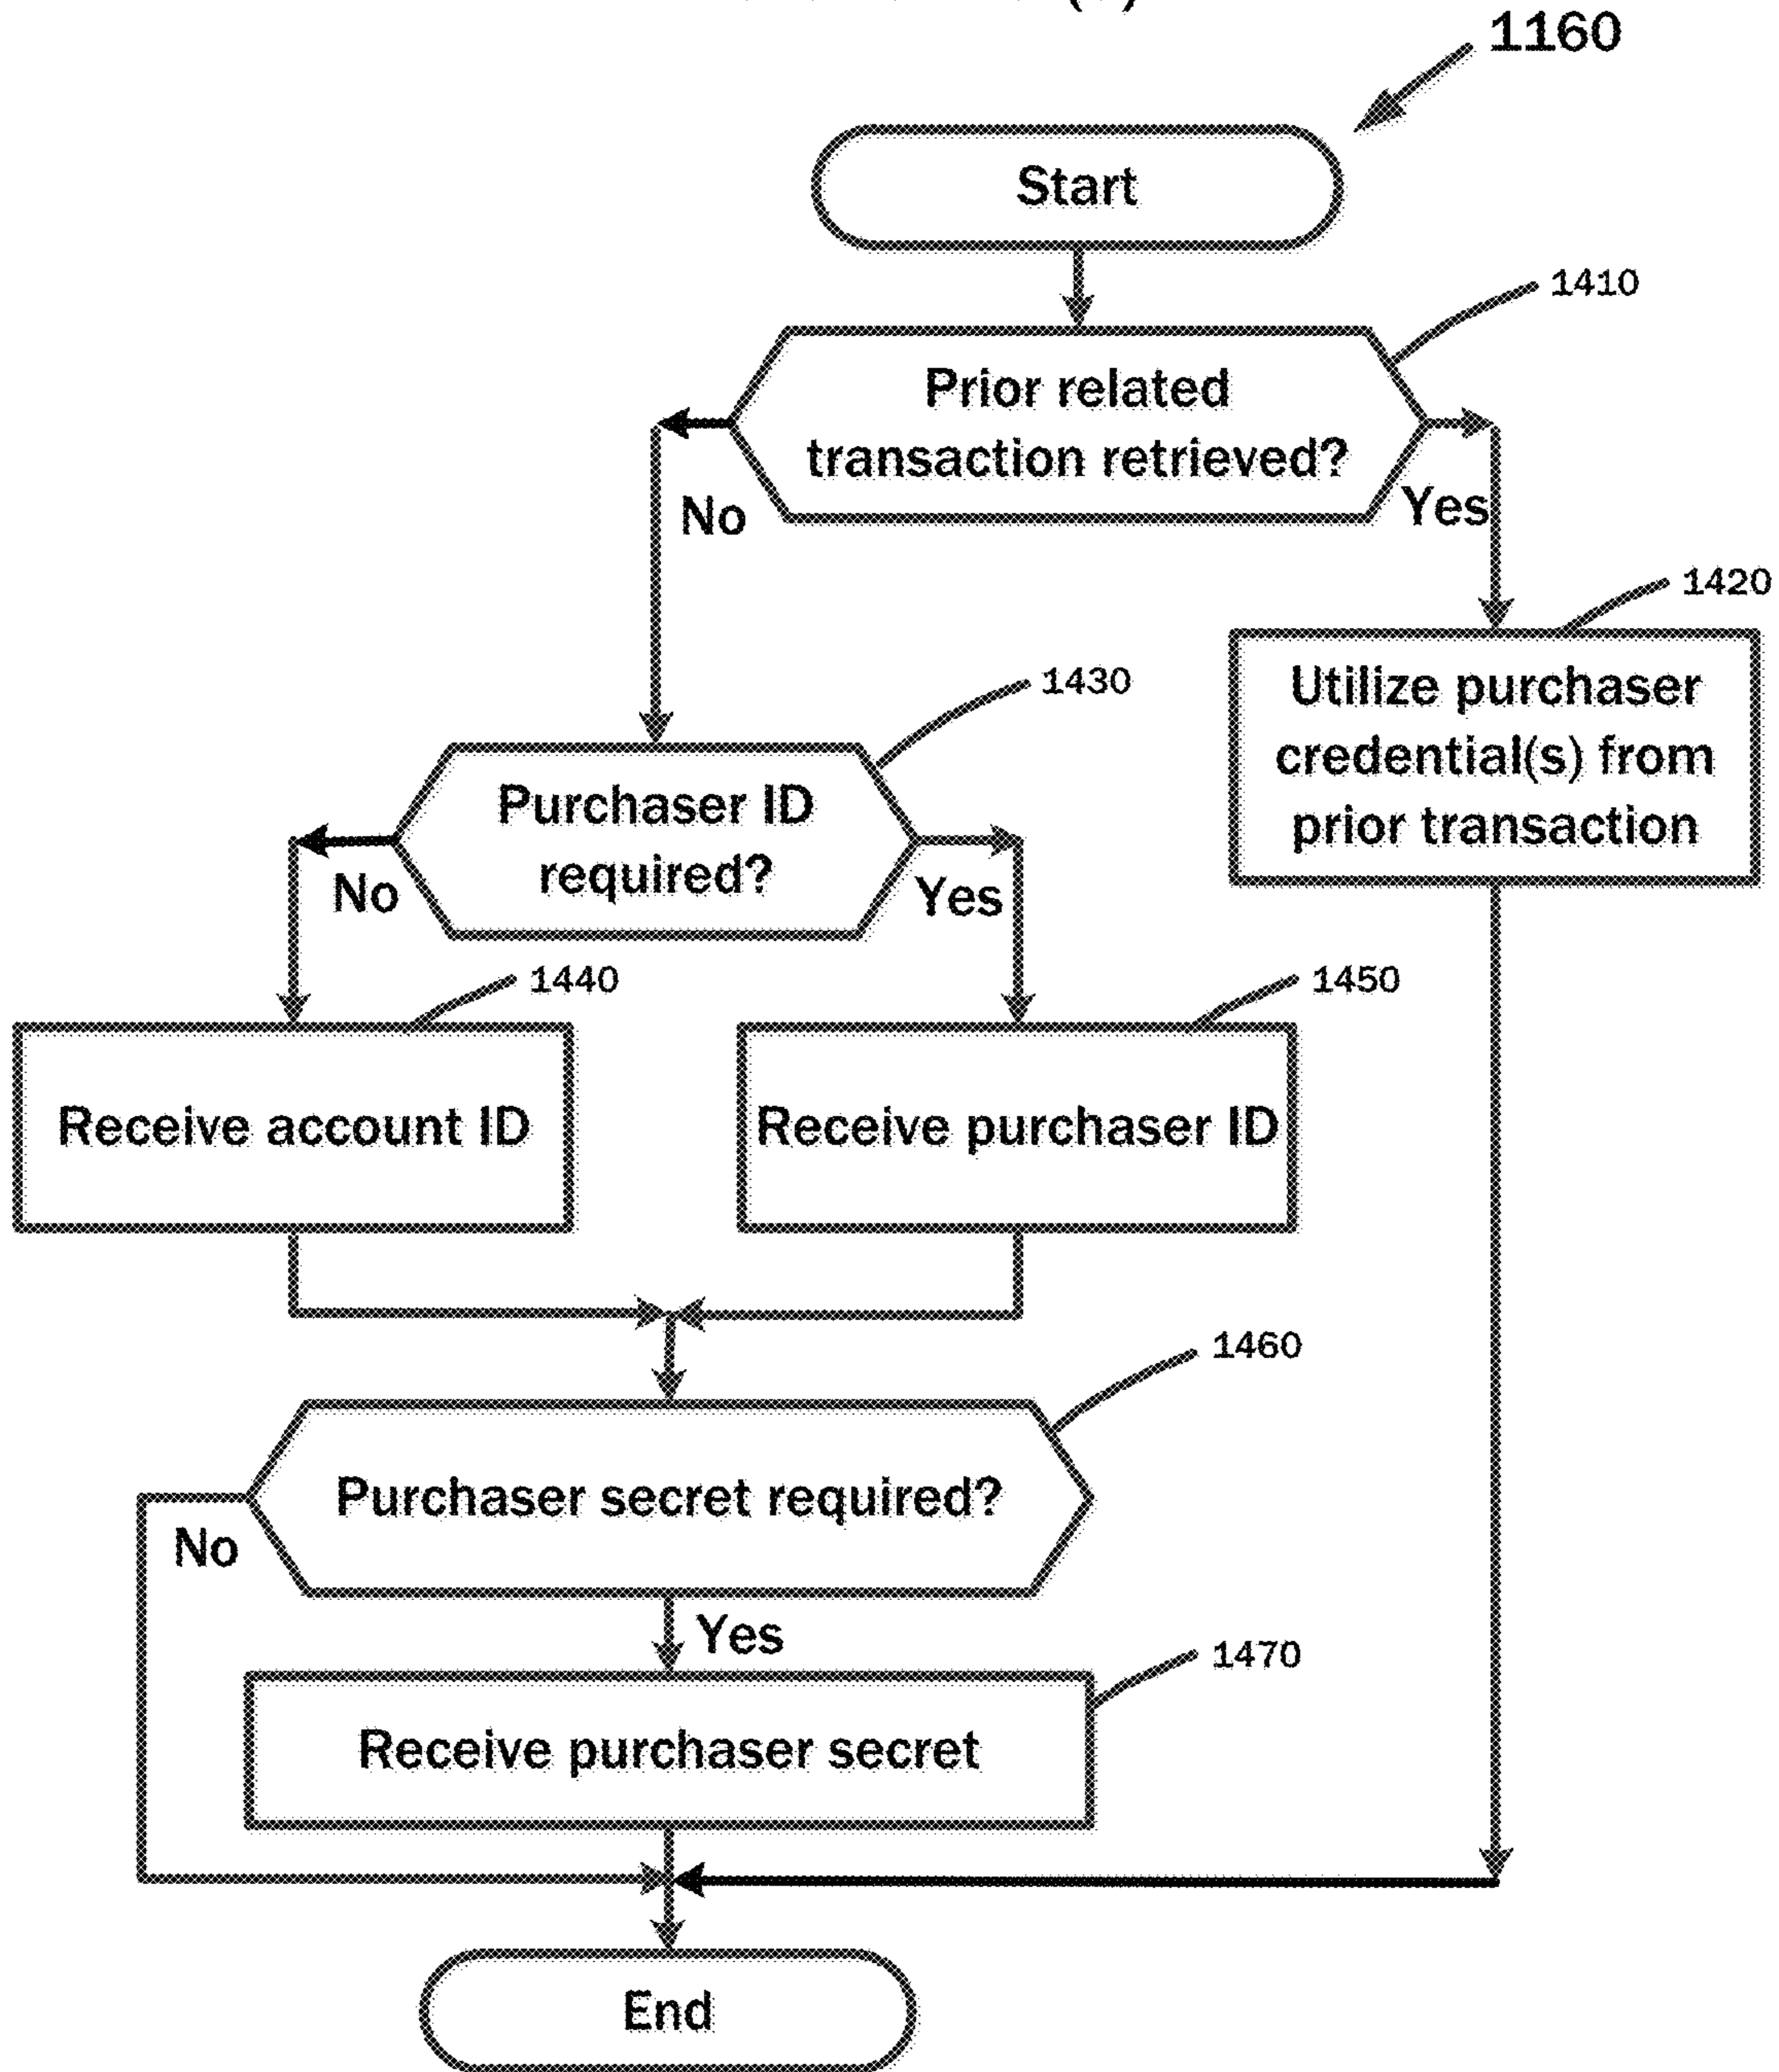 1160
Start
1410
Prior related
transaction retrieved?
No
Yes
1420
Utilize purchaser
credential(s) from
prior transaction
1430
Purchaser ID
required?
No
Yes
1440
1450
Receive account ID
Receive purchaser ID
1460
Purchaser secret required?
No
Yes
1470
Receive purchaser secret
End